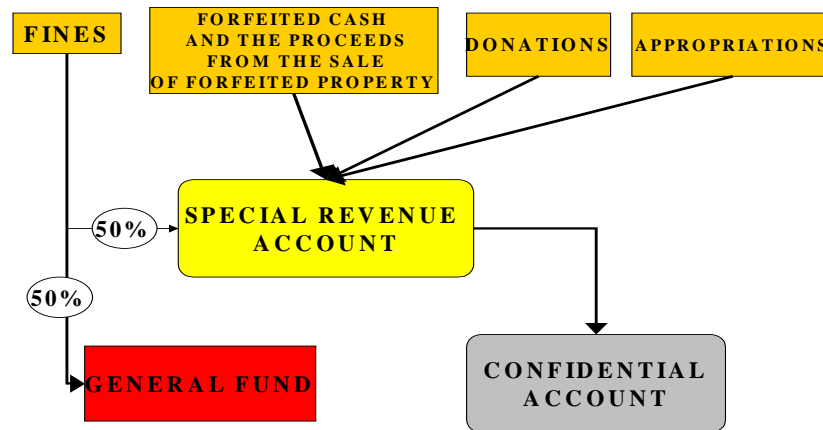 FINES
FORFEITED CASH
AND THE PROCEEDS
FROM THE SALE
OF FORFEITED PROPERTY
DONATIONS
APPROPRIATIONS
SPECIAL REVENUE
ACCOUNT
50%
50%
GENERAL FUND
CONFIDENTIAL
ACCOUNT